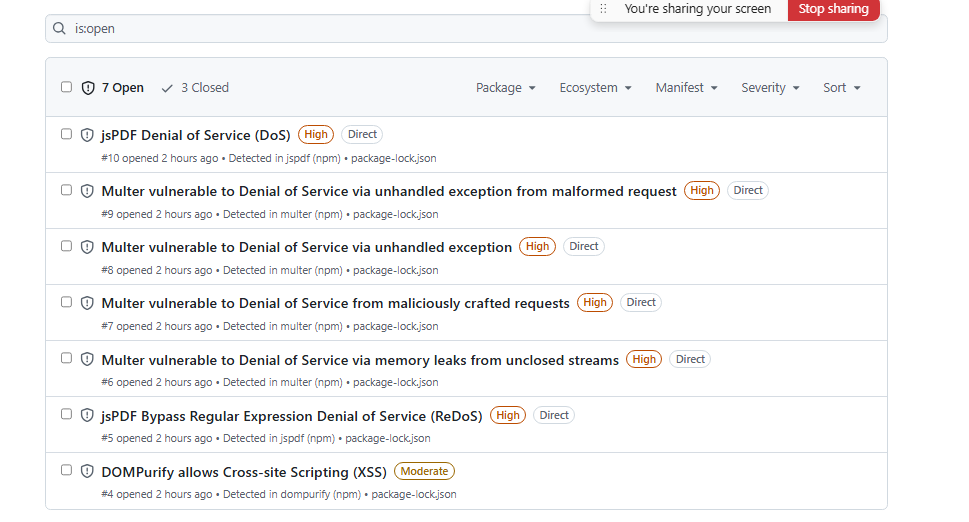 You're sharing your screen Stop sharing
is:open
7 Open 3 Closed Package Ecosystem Manifest Severity Sort
jsPDF Denial of Service (DoS) High Direct
#10 opened 2 hours ago • Detected in jspdf (npm) • package-lock.json
Multer vulnerable to Denial of Service via unhandled exception from malformed request High Direct
#9 opened 2 hours ago • Detected in multer (npm) • package-lock.json
Multer vulnerable to Denial of Service via unhandled exception High Direct
#8 opened 2 hours ago • Detected in multer (npm) • package-lock.json
Multer vulnerable to Denial of Service from maliciously crafted requests High Direct
#7 opened 2 hours ago • Detected in multer (npm) • package-lock.json
Multer vulnerable to Denial of Service via memory leaks from unclosed streams High Direct
#6 opened 2 hours ago • Detected in multer (npm) • package-lock.json
jsPDF Bypass Regular Expression Denial of Service (ReDoS) High Direct
#5 opened 2 hours ago • Detected in jspdf (npm) • package-lock.json
DOMPurify allows Cross-site Scripting (XSS) Moderate
#4 opened 2 hours ago • Detected in dompurify (npm) • package-lock.json